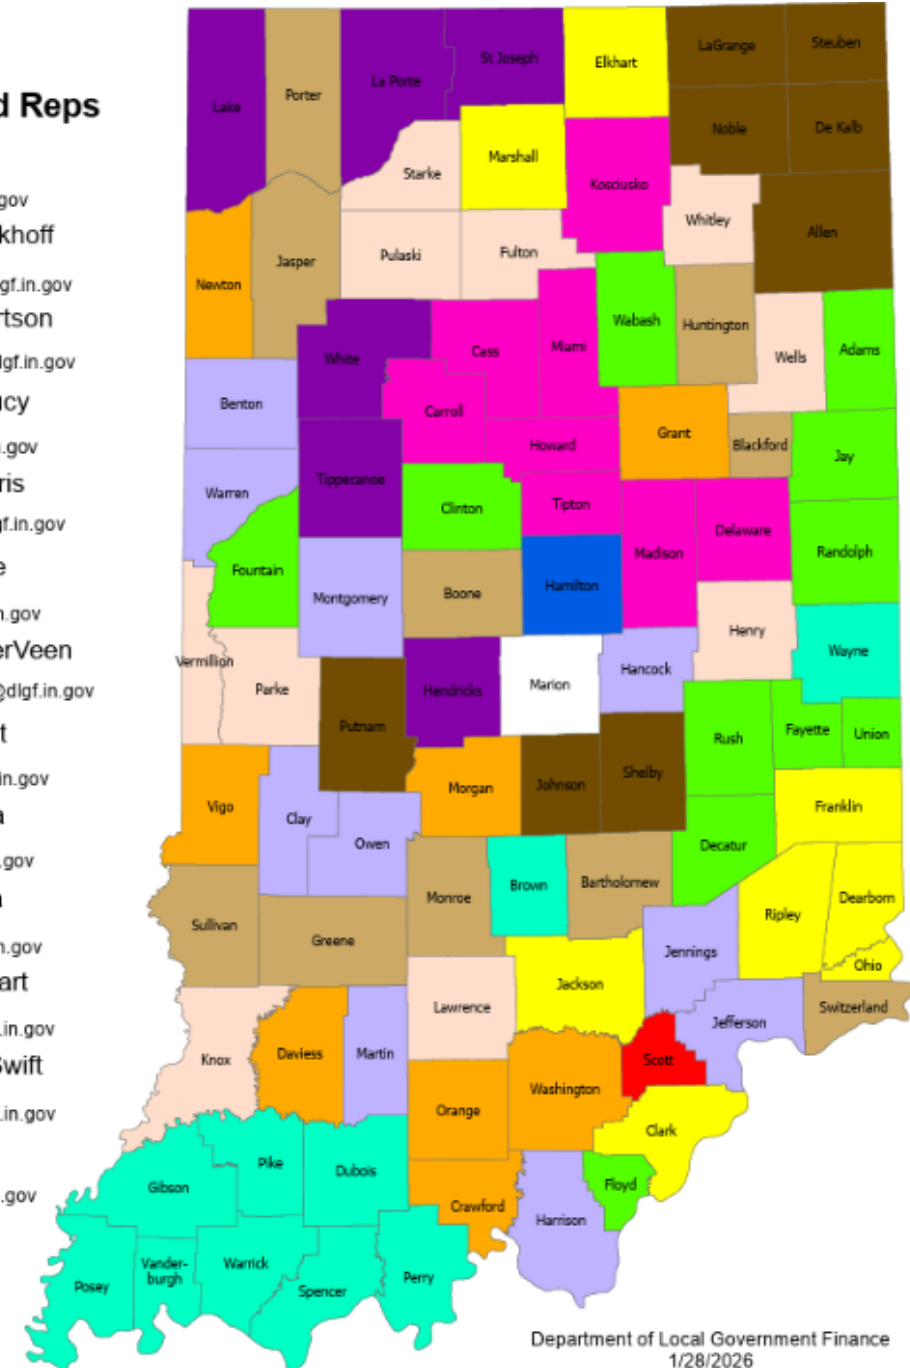 d Reps
gov
khoff
gf.in.gov
rtson
lgf.in.gov
icy
.gov
ris
gf.in.gov
e
n.gov
erVeen
@dlgf.in.gov
t
in.gov
a
.gov
n.gov
art
.in.gov
Swift
.in.gov
.gov
Lake
Porter
La Porte
St Joseph
Elkhart
LaGrange
Steuben
Noble
De Kalb
Starke
Marshall
Kosciusko
Whitley
Allen
Newton
Jasper
Pulaski
Fulton
White
Cass
Miami
Wabash
Huntington
Wells
Adams
Benton
Carroll
Howard
Grant
Blackford
Jay
Warren
Tippecanoe
Clinton
Tipton
Madison
Delaware
Randolph
Fountain
Montgomery
Boone
Hamilton
Henry
Wayne
Vermillion
Parke
Putnam
Hendricks
Marion
Hancock
Rush
Fayette
Union
Vigo
Clay
Owen
Morgan
Johnson
Shelby
Franklin
Decatur
Sullivan
Greene
Monroe
Brown
Bartholomew
Jennings
Ripley
Dearborn
Ohio
Knox
Daviess
Martin
Lawrence
Jackson
Jefferson
Switzerland
Scott
Orange
Washington
Clark
Gibson
Pike
Dubois
Crawford
Harrison
Floyd
Posey
Vander-
burgh
Warrick
Spencer
Perry
Department of Local Government Finance
1/28/2026